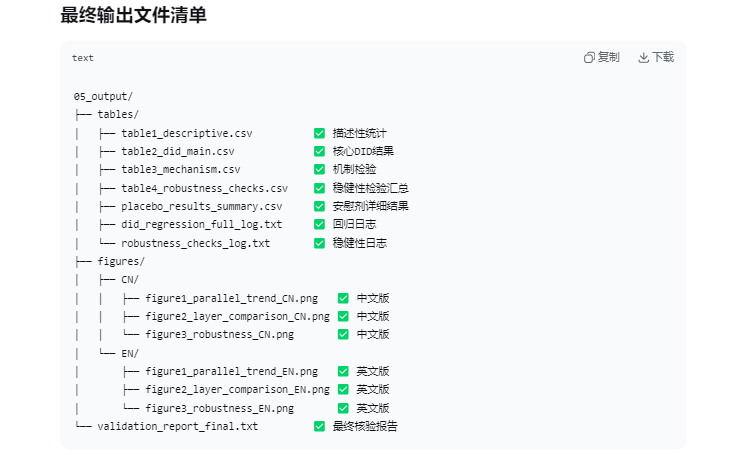 最终输出文件清单
text 复制 下载
05_output/
├── tables/
│   ├── table1_descriptive.csv          ✅ 描述性统计
│   ├── table2_did_main.csv             ✅ 核心DID结果
│   ├── table3_mechanism.csv            ✅ 机制检验
│   ├── table4_robustness_checks.csv    ✅ 稳健性检验汇总
│   ├── placebo_results_summary.csv     ✅ 安慰剂详细结果
│   ├── did_regression_full_log.txt     ✅ 回归日志
│   └── robustness_checks_log.txt       ✅ 稳健性日志
├── figures/
│   ├── CN/
│   │   ├── figure1_parallel_trend_CN.png   ✅ 中文版
│   │   ├── figure2_layer_comparison_CN.png ✅ 中文版
│   │   └── figure3_robustness_CN.png       ✅ 中文版
│   └── EN/
│       ├── figure1_parallel_trend_EN.png   ✅ 英文版
│       ├── figure2_layer_comparison_EN.png ✅ 英文版
│       └── figure3_robustness_EN.png       ✅ 英文版
└── validation_report_final.txt         ✅ 最终核验报告